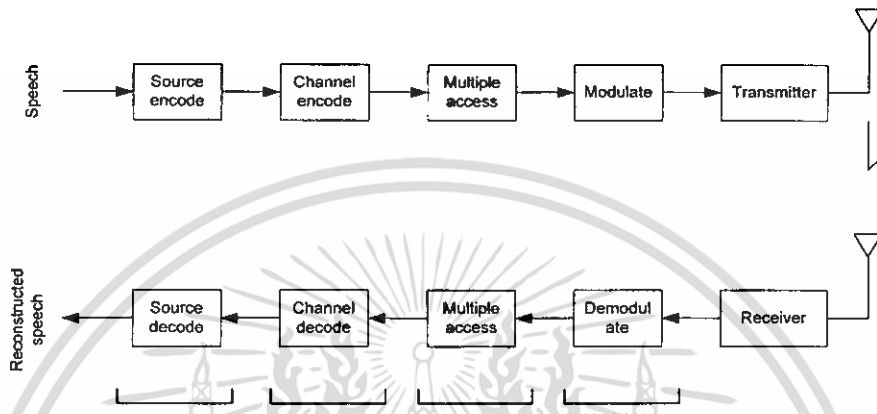 Speech
Source
encode
Channel
encode
Multiple
access
Modulate
Transmitter
Reconstructed
speech
Source
decode
Channel
decode
Multiple
access
Demodul
ate
Receiver